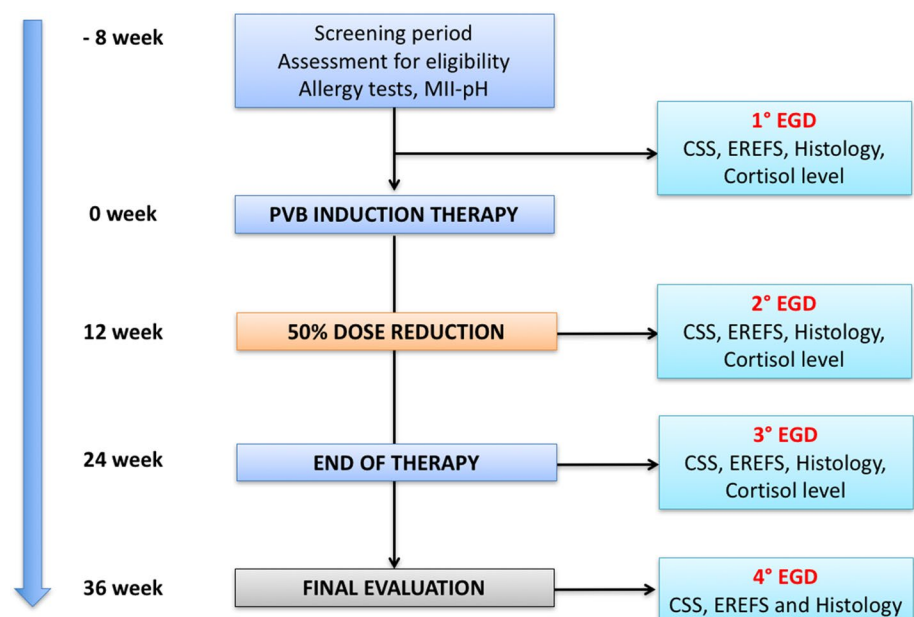 - 8 week
Screening period
Assessment for eligibility
Allergy tests, MII-pH
1° EGD
CSS, EREFS, Histology,
Cortisol level
0 week
PVB INDUCTION THERAPY
12 week
50% DOSE REDUCTION
2° EGD
CSS, EREFS, Histology,
Cortisol level
24 week
END OF THERAPY
3° EGD
CSS, EREFS, Histology,
Cortisol level
36 week
FINAL EVALUATION
4° EGD
CSS, EREFS and Histology